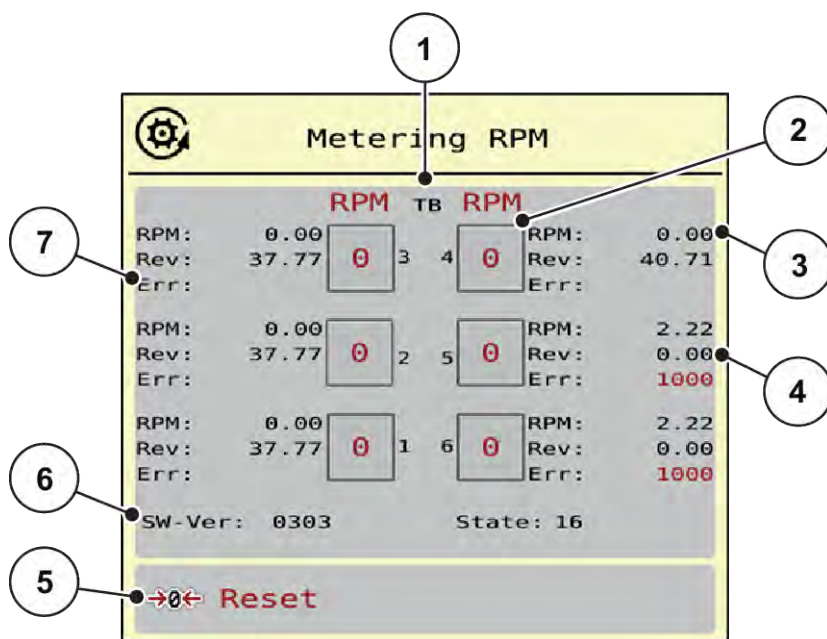 1
Metering RPM
2
RPM TB RPM
RPM: 0.00 RPM: 0.00
7 Rev: 37.77 0 3 4 0 Rev: 40.71 3
Err: Err:
RPM: 0.00 RPM: 2.22
Rev: 37.77 0 2 5 0 Rev: 0.00
Err: Err: 1000 4
RPM: 0.00 RPM: 2.22
Rev: 37.77 0 1 6 0 Rev: 0.00
Err: Err: 1000
6
SW-Ver: 0303 State: 16
5 →0← Reset